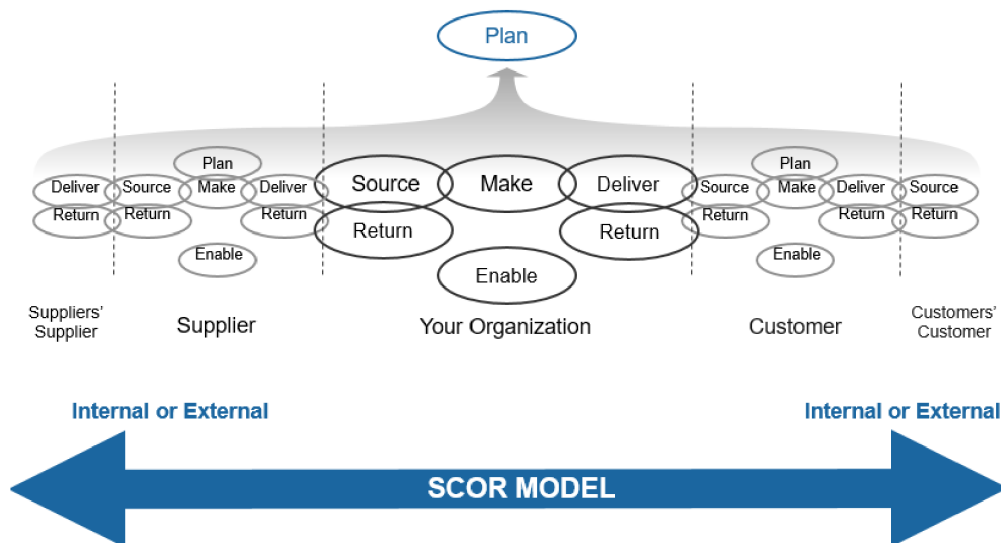 Plan
Plan
Plan
Deliver
Source
Make
Deliver
Source
Make
Deliver
Source
Make
Deliver
Source
Return
Return
Return
Return
Return
Return
Return
Return
Enable
Enable
Enable
Suppliers’
Supplier
Supplier
Your Organization
Customer
Customers’
Customer
Internal or External
Internal or External
SCOR MODEL